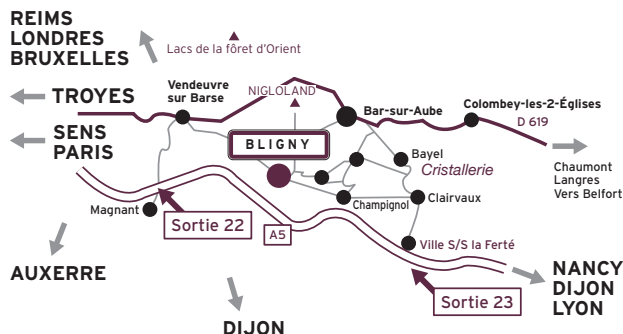 REIMS
LONDRES
BRUXELLES
Lacs de la fôret d'Orient
TROYES
Vendeuvre
sur Barse
NIGLOLAND
Bar-sur-Aube
Colombey-les-2-Églises
D 619
SENS
PARIS
BLIGNY
Bayel
Cristallerie
Chaumont
Langres
Vers Belfort
Magnant
Sortie 22
Champignol
Clairvaux
A5
Ville S/S la Ferté
AUXERRE
Sortie 23
NANCY
DIJON
LYON
DIJON